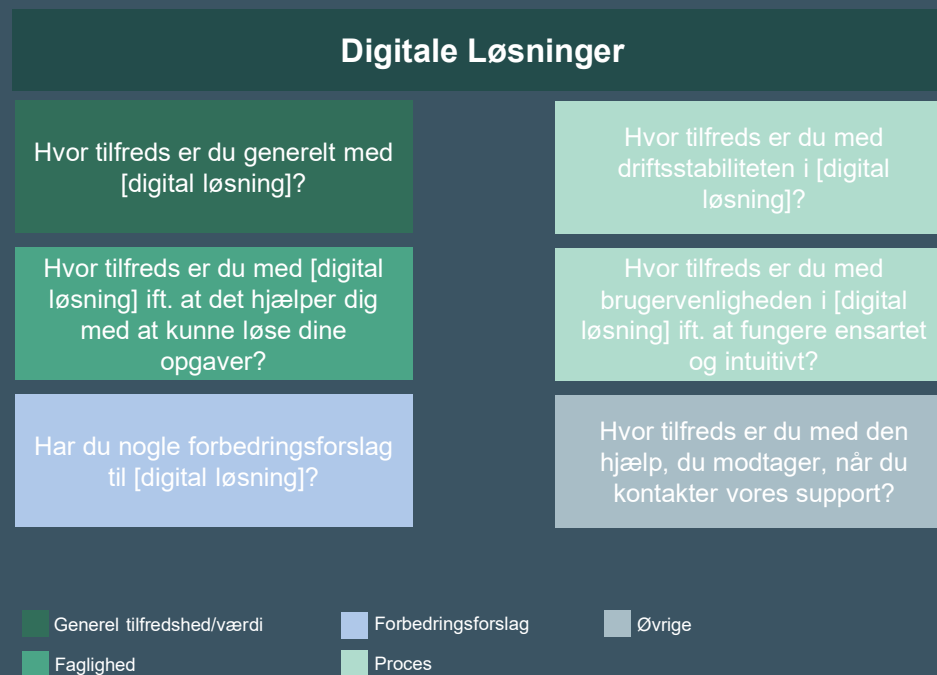 Digitale Løsninger
Hvor tilfreds er du generelt med
[digital løsning]?
Hvor tilfreds er du med
driftsstabiliteten i [digital
løsning]?
Hvor tilfreds er du med [digital
løsning] ift. at det hjælper dig
med at kunne løse dine
opgaver?
Hvor tilfreds er du med
brugervenligheden i [digital
løsning] ift. at fungere ensartet
og intuitivt?
Har du nogle forbedringsforslag
til [digital løsning]?
Hvor tilfreds er du med den
hjælp, du modtager, når du
kontakter vores support?
Generel tilfredshed/værdi
Forbedringsforslag
Øvrige
Faglighed
Proces